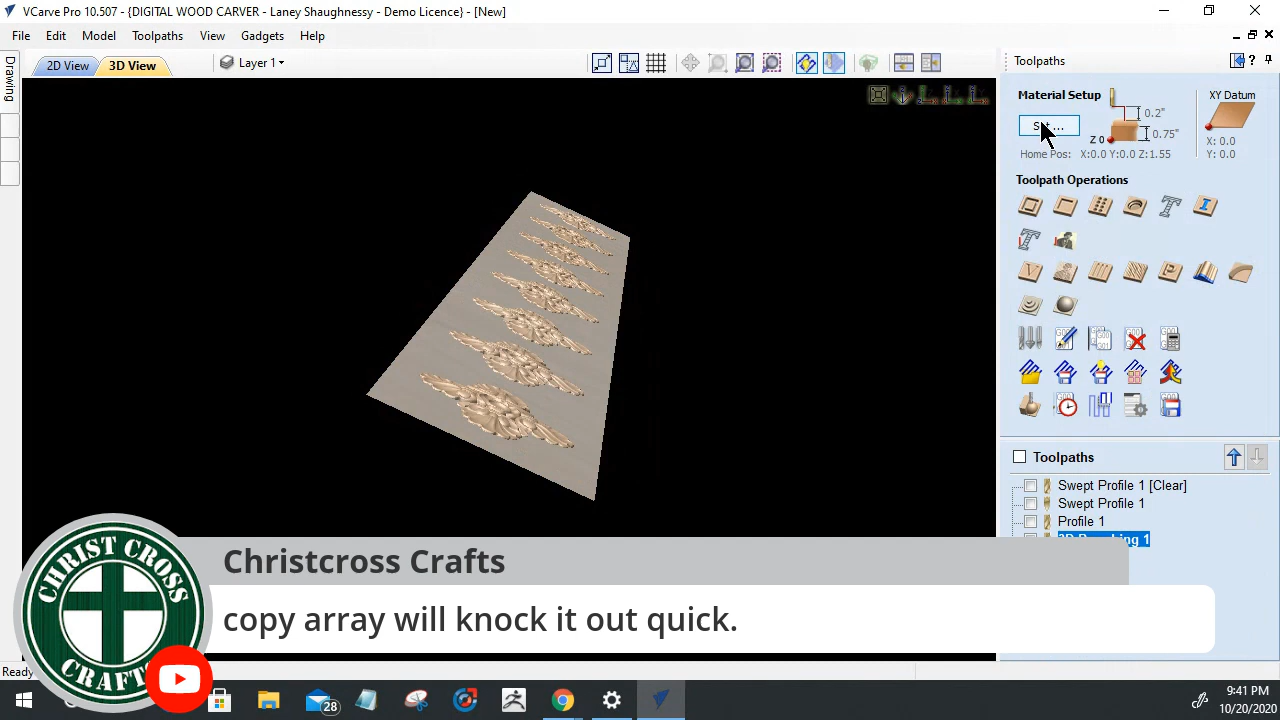 VCarve Pro 10.507 - {DIGITAL WOOD CARVER - Laney Shaughnessy - Demo Licence} - [New]
File Edit Model Toolpaths View Gadgets Help
Drawing
2D View 3D View Layer 1
Toolpaths
Material Setup
XY Datum
0.2"
Z 0
0.75"
X: 0.0
Y: 0.0
Home Pos: X:0.0 Y:0.0 Z:1.55
Toolpath Operations
Toolpaths
Swept Profile 1 [Clear]
Swept Profile 1
Profile 1
CHRIST CROSS
CRAFTS
Christcross Crafts
copy array will knock it out quick.
Ready
28
9:41 PM
10/20/2020